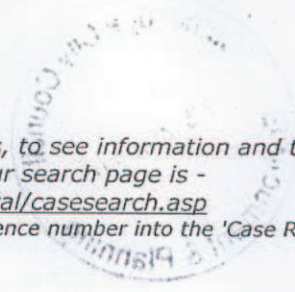 s, to see information and t
ur search page is -
al/casesearch.asp
ence number into the 'Case R